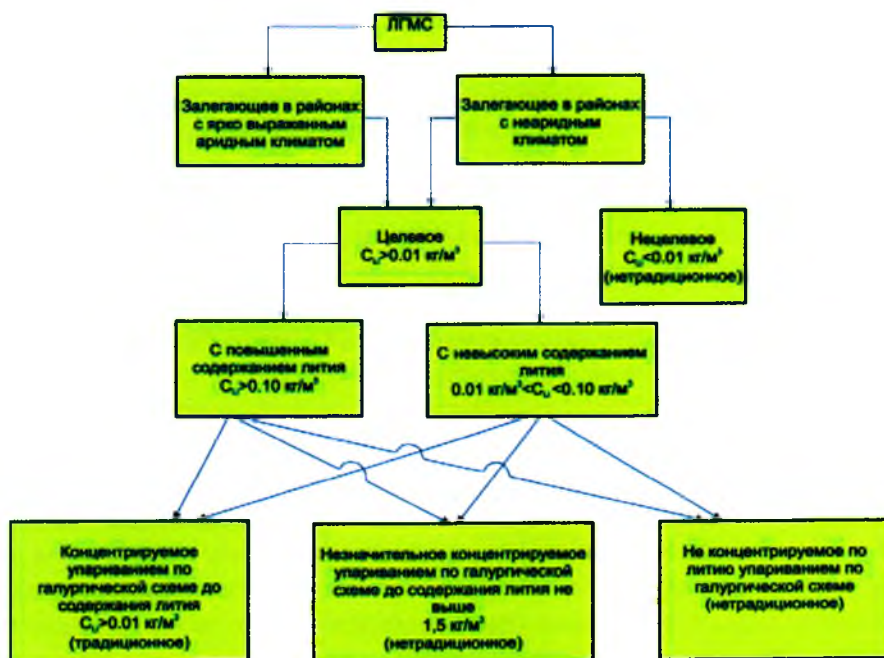 ЛГМС
Залегающее в районах
с ярко выраженным
аридным климатом
Залегающее в районах
с неаридным
климатом
Целевое
C_Li>0.01 кг/м³
Нецелевое
C_Li<0.01 кг/м³
(нетрадиционное)
С повышенным
содержанием лития
C_Li>0.10 кг/м³
С невысоким содержанием
лития
0.01 кг/м³<C_Li <0.10 кг/м³
Концентрируемое
упариванием по
галургической схеме до
содержания лития
C_Li>0.01 кг/м³
(традиционное)
Незначительное концентрируемое
упариванием по галургической
схеме до содержания лития не
выше
1,5 кг/м³
(нетрадиционное)
Не концентрируемое по
литию упариванием по
галургической схеме
(нетрадиционное)